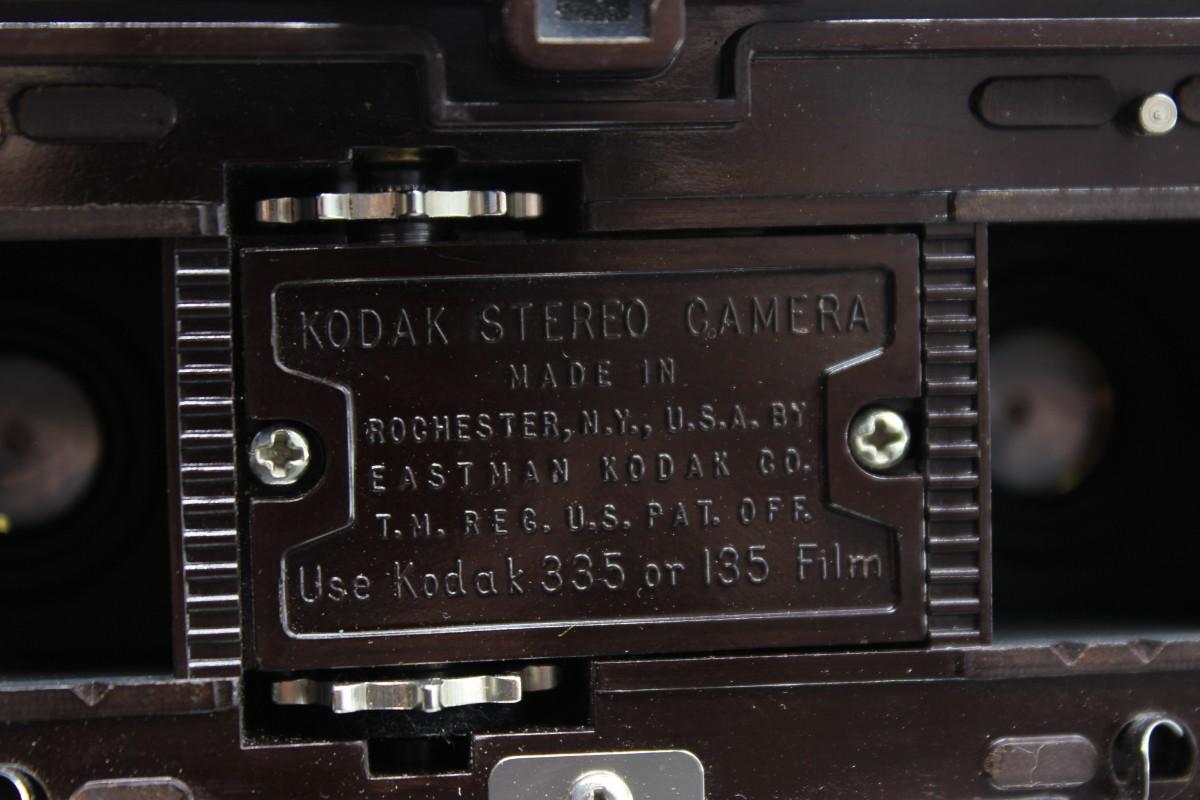 KODAK STEREO CAMERA
MADE IN
ROCHESTER, N.Y., U.S.A. BY
EASTMAN KODAK CO.
T.M. REG. U.S. PAT. OFF.
Use Kodak 335 or 135 Film